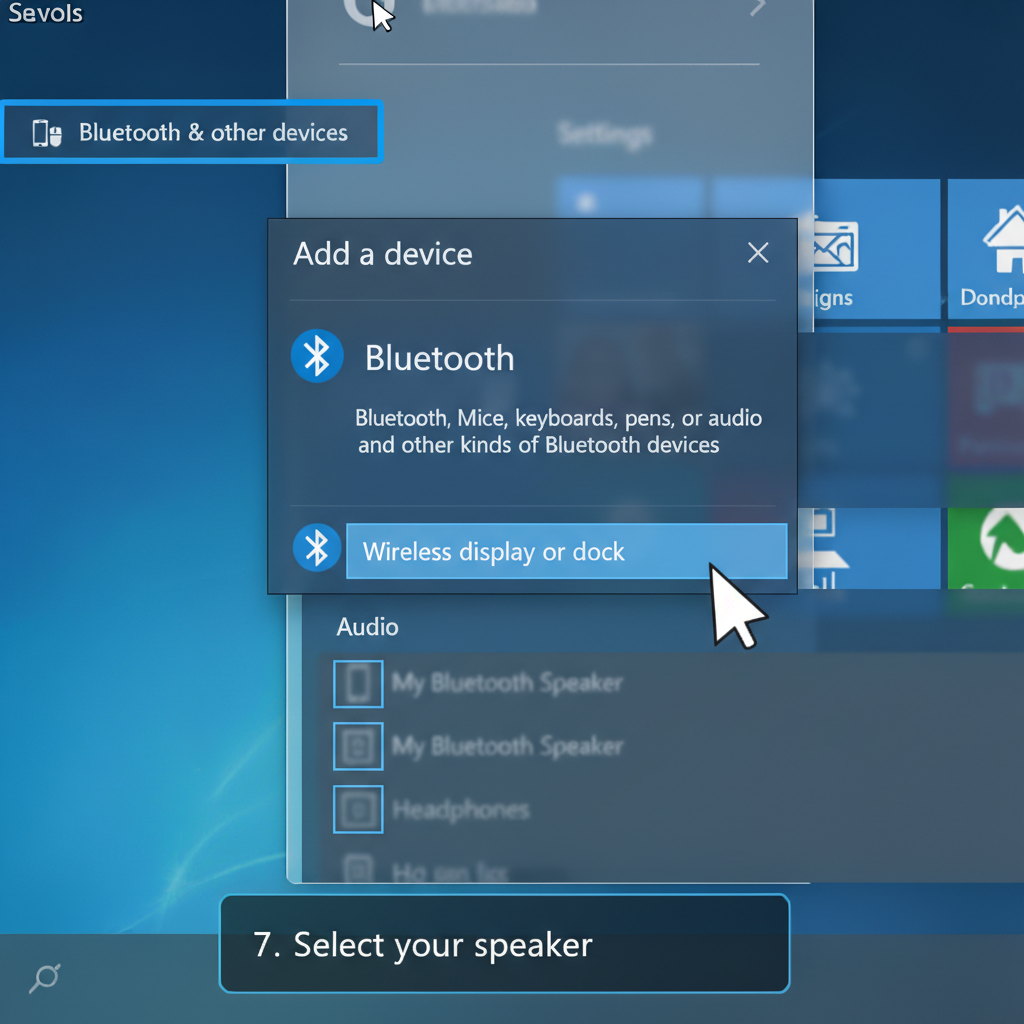 Sevols
Bluetooth & other devices
Settings
Add a device
igns
Dondp
Bluetooth
Bluetooth, Mice, keyboards, pens, or audio
and other kinds of Bluetooth devices
Wireless display or dock
Audio
My Bluetooth Speaker
My Bluetooth Speaker
Headphones
7. Select your speaker